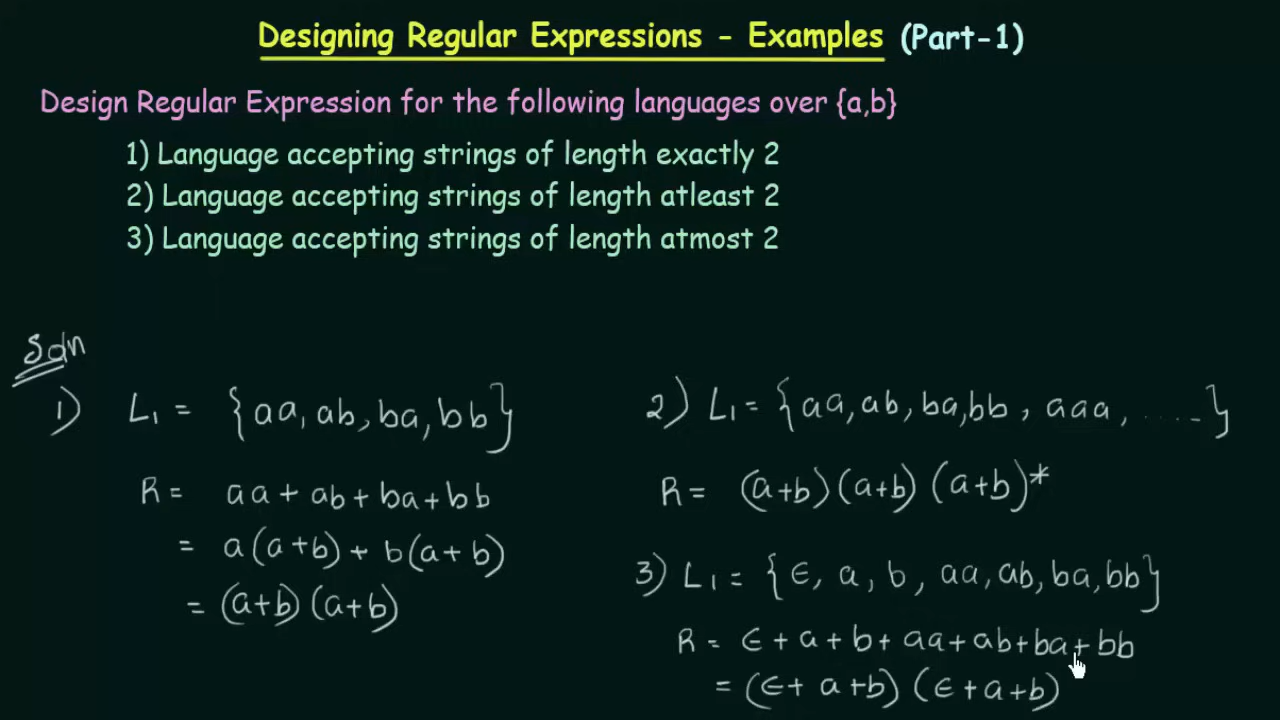 Designing Regular Expressions - Examples (Part-1)
Design Regular Expression for the following languages over {a,b}
1) Language accepting strings of length exactly 2
2) Language accepting strings of length atleast 2
3) Language accepting strings of length atmost 2
Soln
1) L₁ = {aa, ab, ba, bb}
R = aa + ab + ba + bb
= a(a+b) + b(a+b)
= (a+b) (a+b)
2) L₁ = {aa, ab, ba, bb, aaa, .....}
R = (a+b) (a+b) (a+b)*
3) L₁ = {ϵ, a, b, aa, ab, ba, bb}
R = ϵ + a + b + aa + ab + ba + bb
= (ϵ + a + b) (ϵ + a + b)